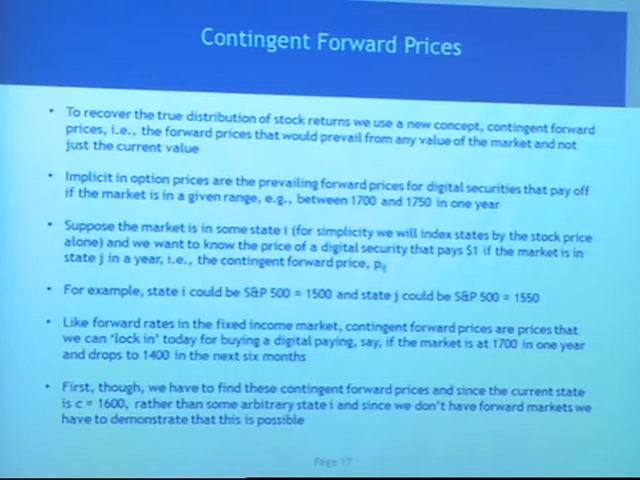 Contingent Forward Prices
• To recover the true distribution of stock returns we use a new concept, contingent forward
prices, i.e., the forward prices that would prevail from any value of the market and not
just the current value
• Implicit in option prices are the prevailing forward prices for digital securities that pay off
if the market is in a given range, e.g., between 1700 and 1750 in one year
• Suppose the market is in some state i (for simplicity we will index states by the stock price
alone) and we want to know the price of a digital security that pays $1 if the market is in
state j in a year, i.e., the contingent forward price, pij
• For example, state i could be S&P 500 = 1500 and state j could be S&P 500 = 1550
• Like forward rates in the fixed income market, contingent forward prices are prices that
we can 'lock in' today for buying a digital paying, say, if the market is at 1700 in one year
and drops to 1400 in the next six months
• First, though, we have to find these contingent forward prices and since the current state
is c = 1600, rather than some arbitrary state i and since we don't have forward markets we
have to demonstrate that this is possible
Page 17